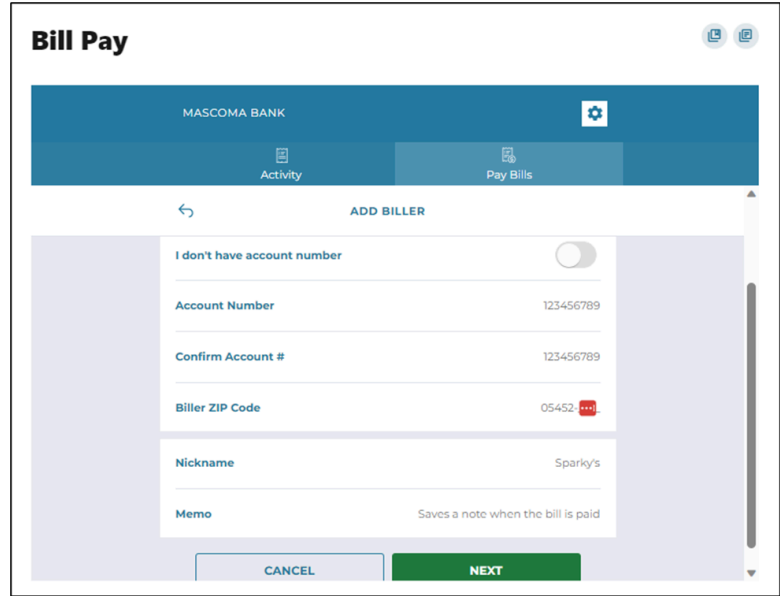 Bill Pay
MASCOMA BANK
Activity Pay Bills
ADD BILLER
I don't have account number
Account Number 123456789
Confirm Account # 123456789
Biller ZIP Code 05452-
Nickname Sparky's
Memo Saves a note when the bill is paid
CANCEL NEXT